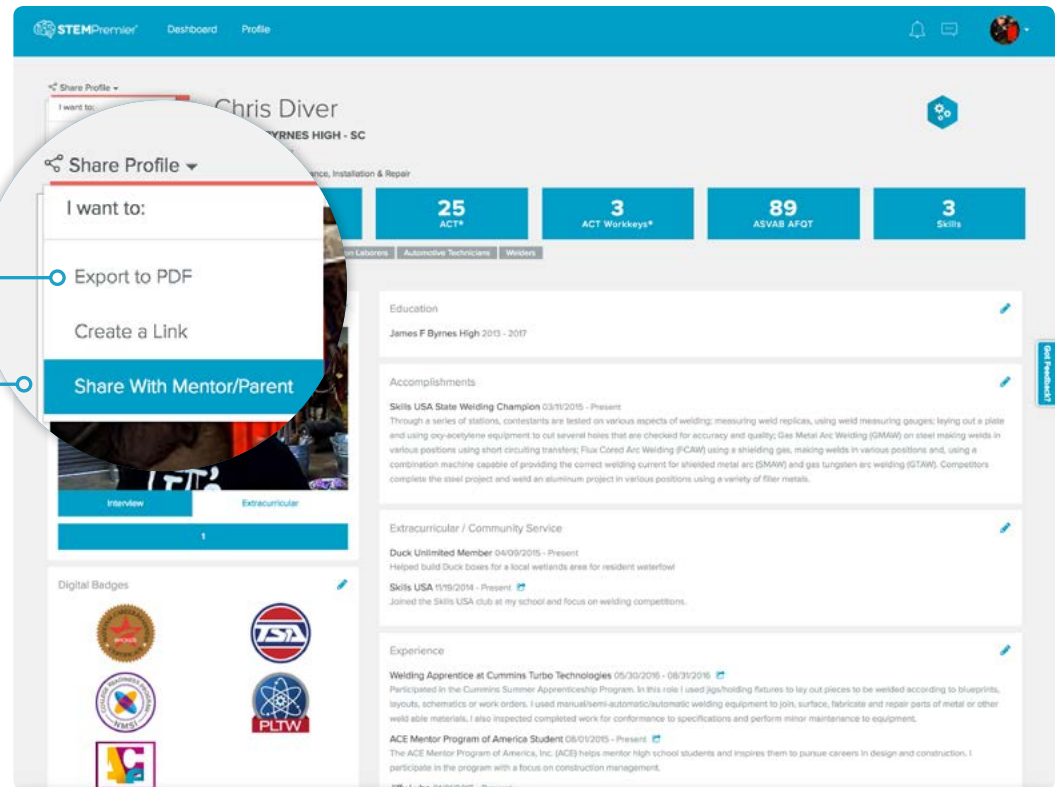 STEMPremier Dashboard Profile
Share Profile
I want to:
Chris Diver
BYRNES HIGH - SC
Installation & Repair
Share Profile
I want to:
Export to PDF
Create a Link
Share With Mentor/Parent
25
ACT®
3
ACT Workkeys®
89
ASVAB AFQT
3
Skills
Laborers Automotive Technicians Welders
Got Feedback?
Interview Extracurricular
1
Digital Badges
TSA
NMSI
PLTW
Education
James F Byrnes High 2013 - 2017
Accomplishments
Skills USA State Welding Champion 03/11/2015 - Present
Through a series of stations, contestants are tested on various aspects of welding: measuring weld replicas, using weld measuring gauges; laying out a plate
and using oxy-acetylene equipment to cut several holes that are checked for accuracy and quality; Gas Metal Arc Welding (GMAW) on steel making welds in
various positions using short circuiting transfers; Flux Cored Arc Welding (FCAW) using a shielding gas, making welds in various positions and, using a
combination machine capable of providing the correct welding current for shielded metal arc (SMAW) and gas tungsten arc welding (GTAW). Competitors
complete the steel project and weld an aluminum project in various positions using a variety of filler metals.
Extracurricular / Community Service
Duck Unlimited Member 04/09/2015 - Present
Helped build Duck boxes for a local wetlands area for resident waterfowl
Skills USA 11/19/2014 - Present
Joined the Skills USA club at my school and focus on welding competitions.
Experience
Welding Apprentice at Cummins Turbo Technologies 05/30/2016 - 08/31/2016
Participated in the Cummins Summer Apprenticeship Program. In this role I used jigs/holding fixtures to lay out pieces to be welded according to blueprints,
layouts, schematics or work orders. I used manual/semi-automatic/automatic welding equipment to join, surface, fabricate and repair parts of metal or other
weld able materials. I also inspected completed work for conformance to specifications and perform minor maintenance to equipment.
ACE Mentor Program of America Student 08/01/2015 - Present
The ACE Mentor Program of America, Inc. (ACE) helps mentor high school students and inspires them to pursue careers in design and construction. I
participate in the program with a focus on construction management.